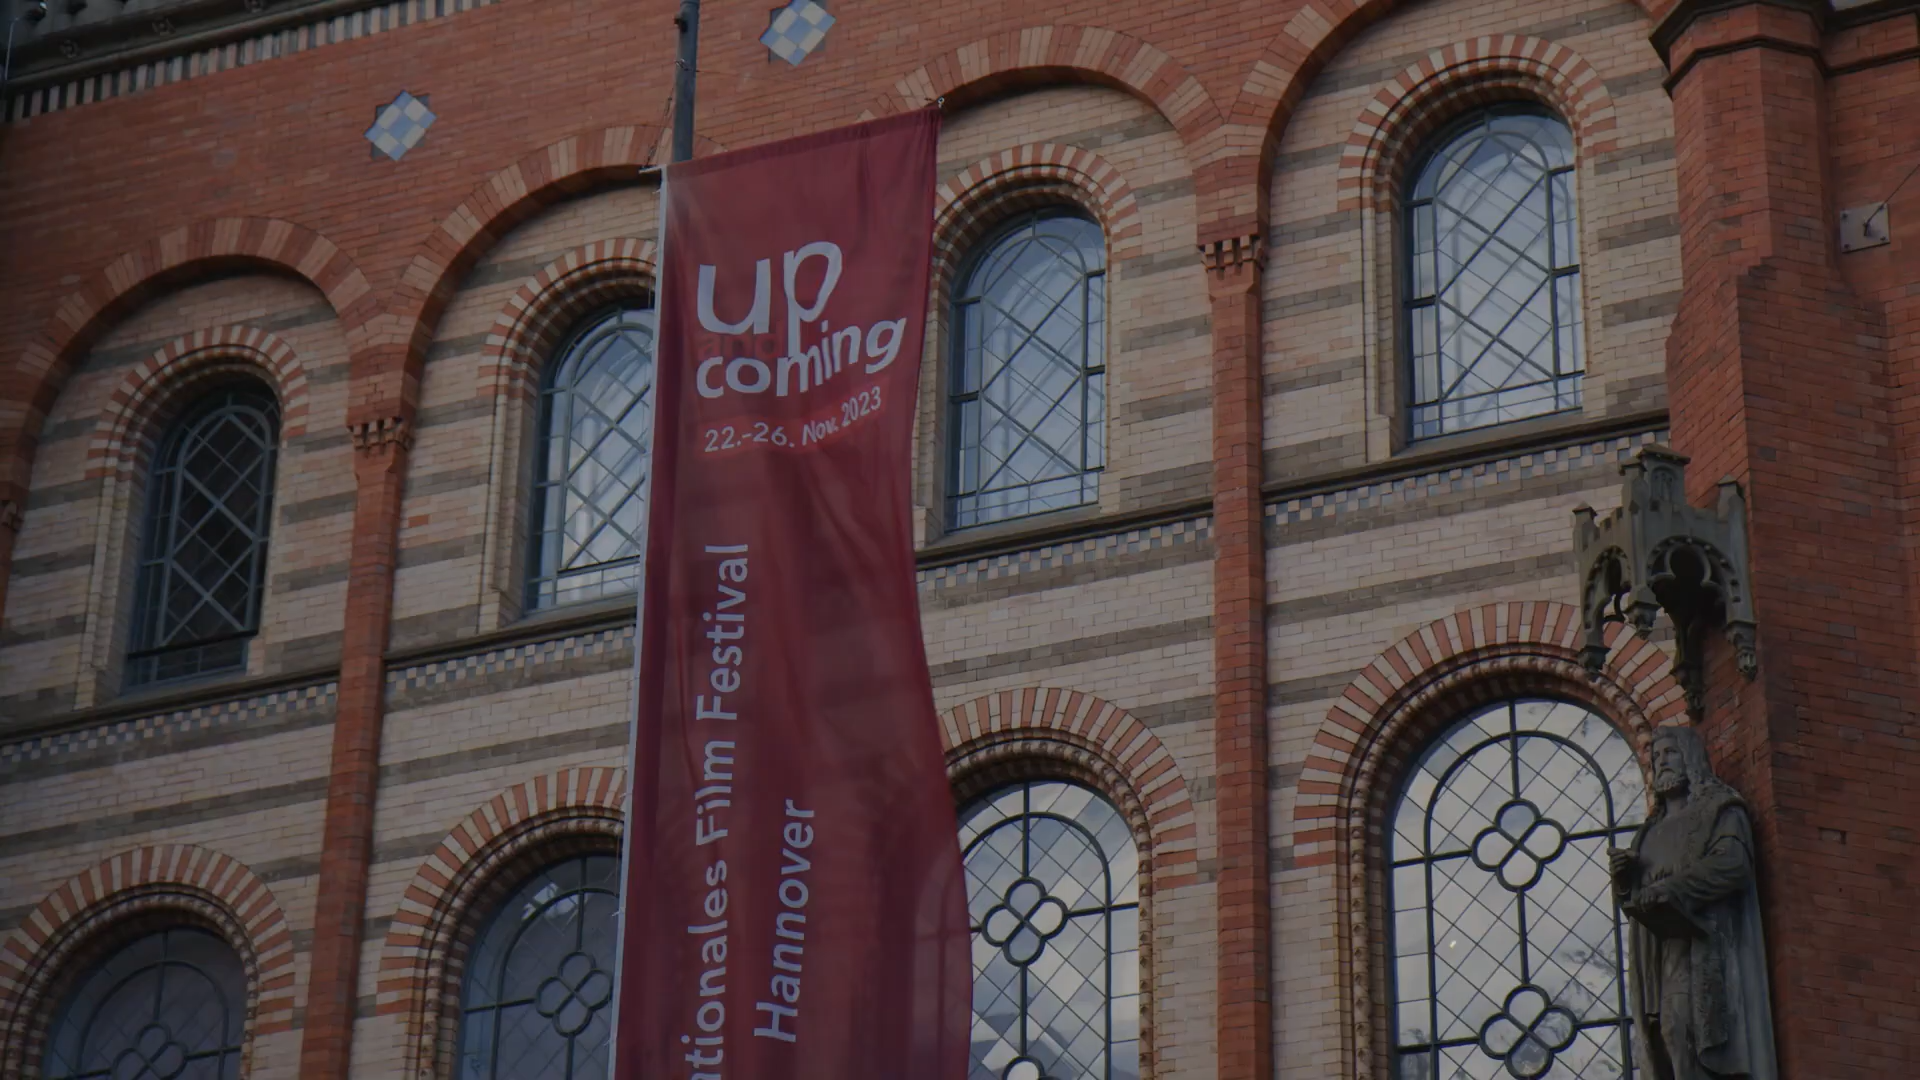 up
and
coming
22.-26. Nov. 2023
tionales Film Festival
Hannover